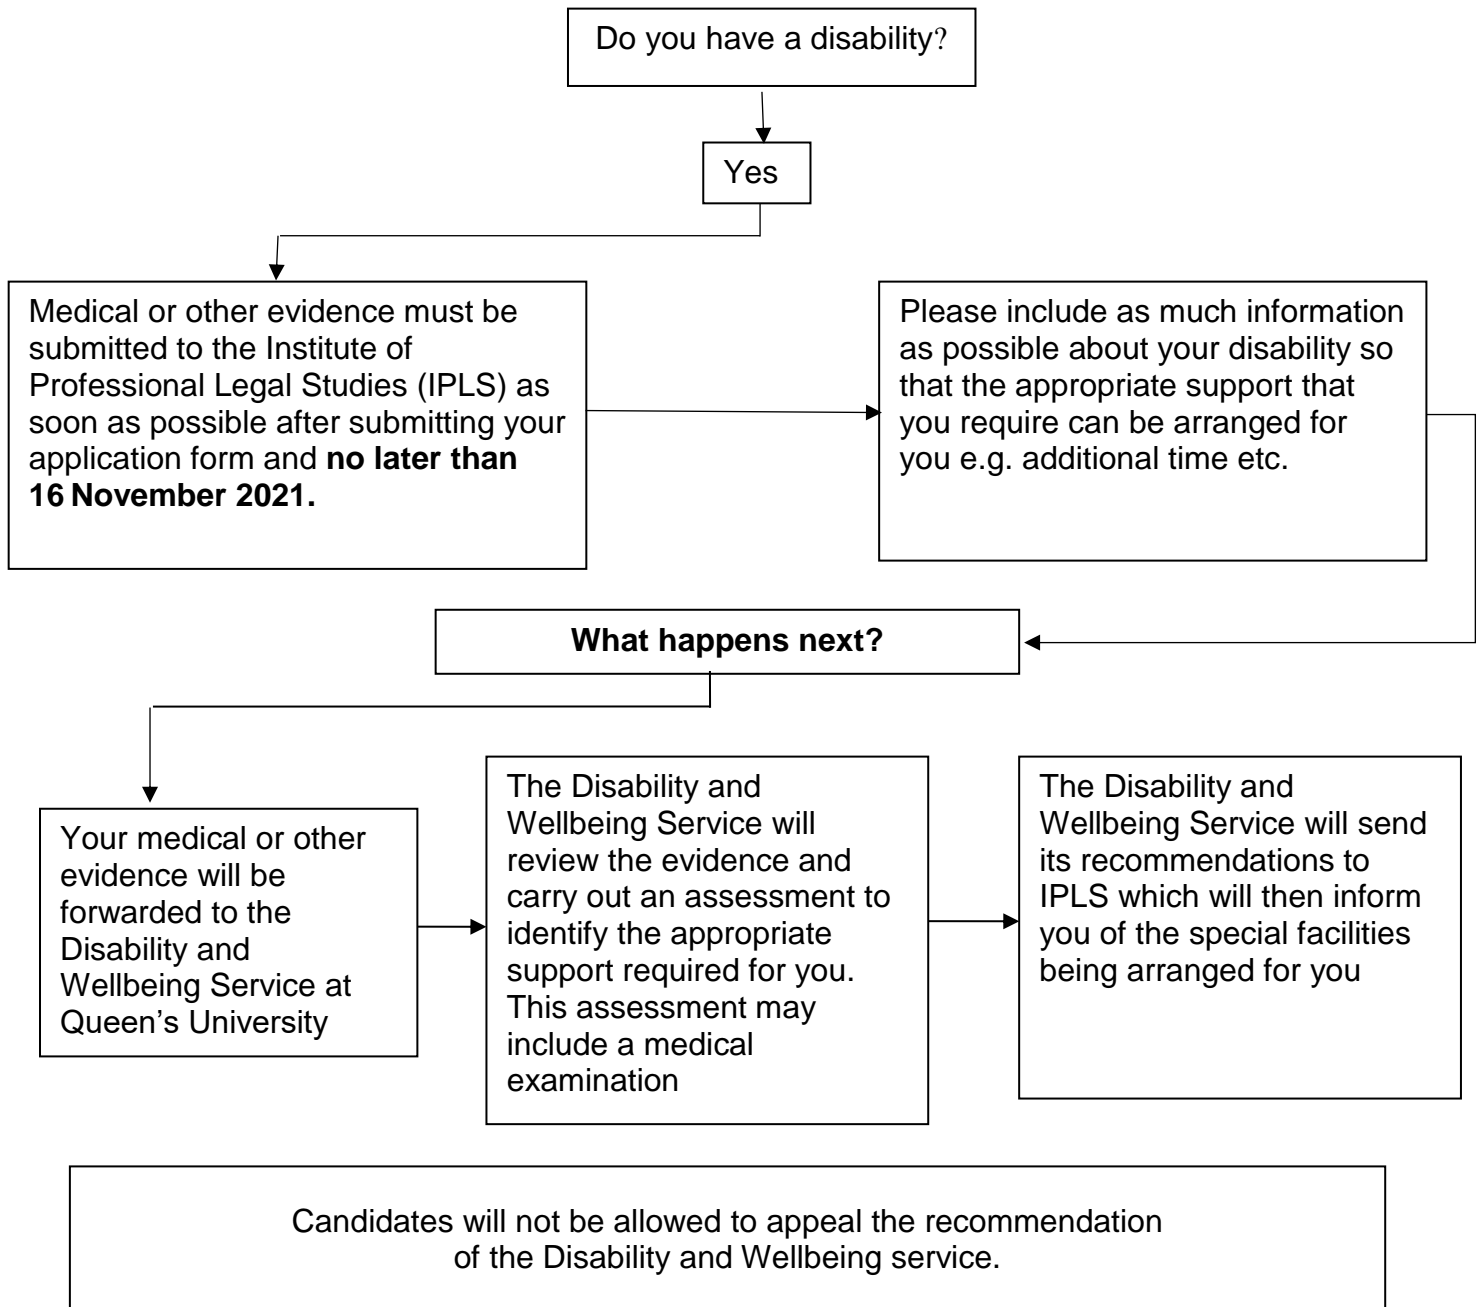 Do you have a disability?
Yes
Medical or other evidence must be
submitted to the Institute of
Professional Legal Studies (IPLS) as
soon as possible after submitting your
application form and no later than
16 November 2021.
Please include as much information
as possible about your disability so
that the appropriate support that
you require can be arranged for
you e.g. additional time etc.
What happens next?
Your medical or other
evidence will be
forwarded to the
Disability and
Wellbeing Service at
Queen’s University
The Disability and
Wellbeing Service will
review the evidence and
carry out an assessment to
identify the appropriate
support required for you.
This assessment may
include a medical
examination
The Disability and
Wellbeing Service will send
its recommendations to
IPLS which will then inform
you of the special facilities
being arranged for you
Candidates will not be allowed to appeal the recommendation
of the Disability and Wellbeing service.